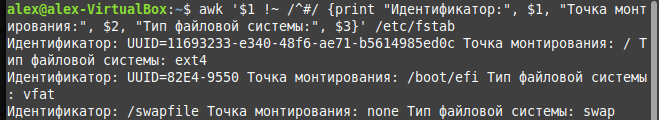 alex@alex-VirtualBox:~$ awk '$1 !~ /^#/ {print "Идентификатор:", $1, "Точка монт
ирования:", $2, "Тип файловой системы:", $3}' /etc/fstab
Идентификатор: UUID=11693233-e340-48f6-ae71-b5614985ed0c Точка монтирования: / Т
ип файловой системы: ext4
Идентификатор: UUID=82E4-9550 Точка монтирования: /boot/efi Тип файловой системы
: vfat
Идентификатор: /swapfile Точка монтирования: none Тип файловой системы: swap